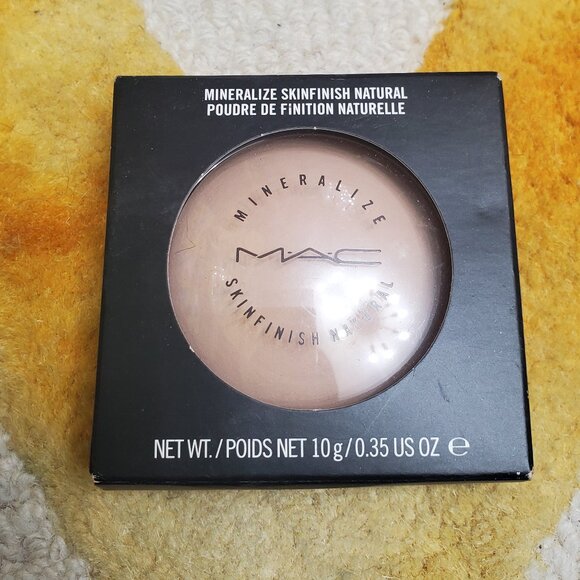 MINERALIZE SKINFINISH NATURAL
POUDRE DE FINITION NATURELLE
MINERALIZE
M·A·C
SKINFINISH NATURAL
NET WT./POIDS NET 10 g/0.35 US OZ ℮